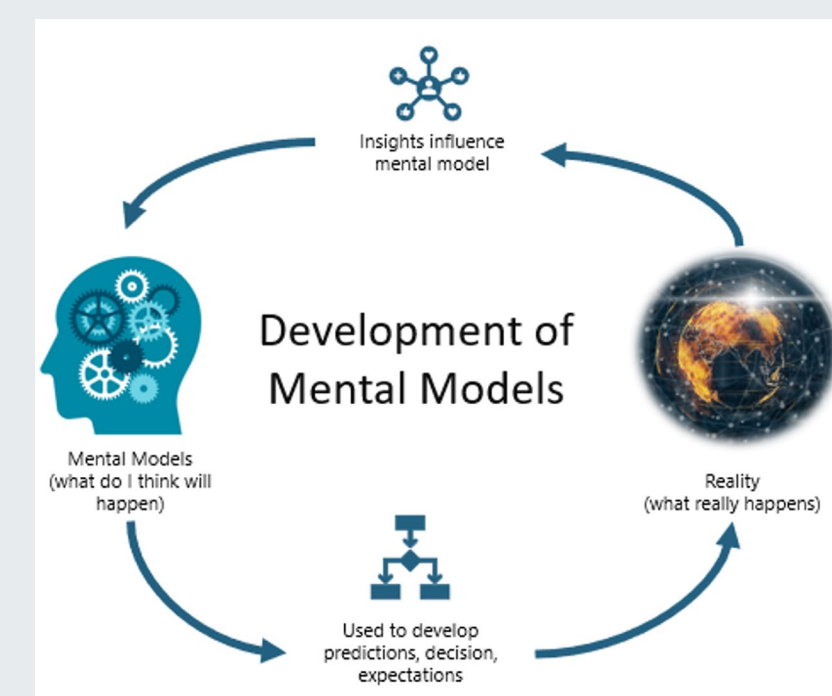 Insights influence
mental model
Development of
Mental Models
Mental Models
(what do I think will
happen)
Reality
(what really happens)
Used to develop
predictions, decision,
expectations